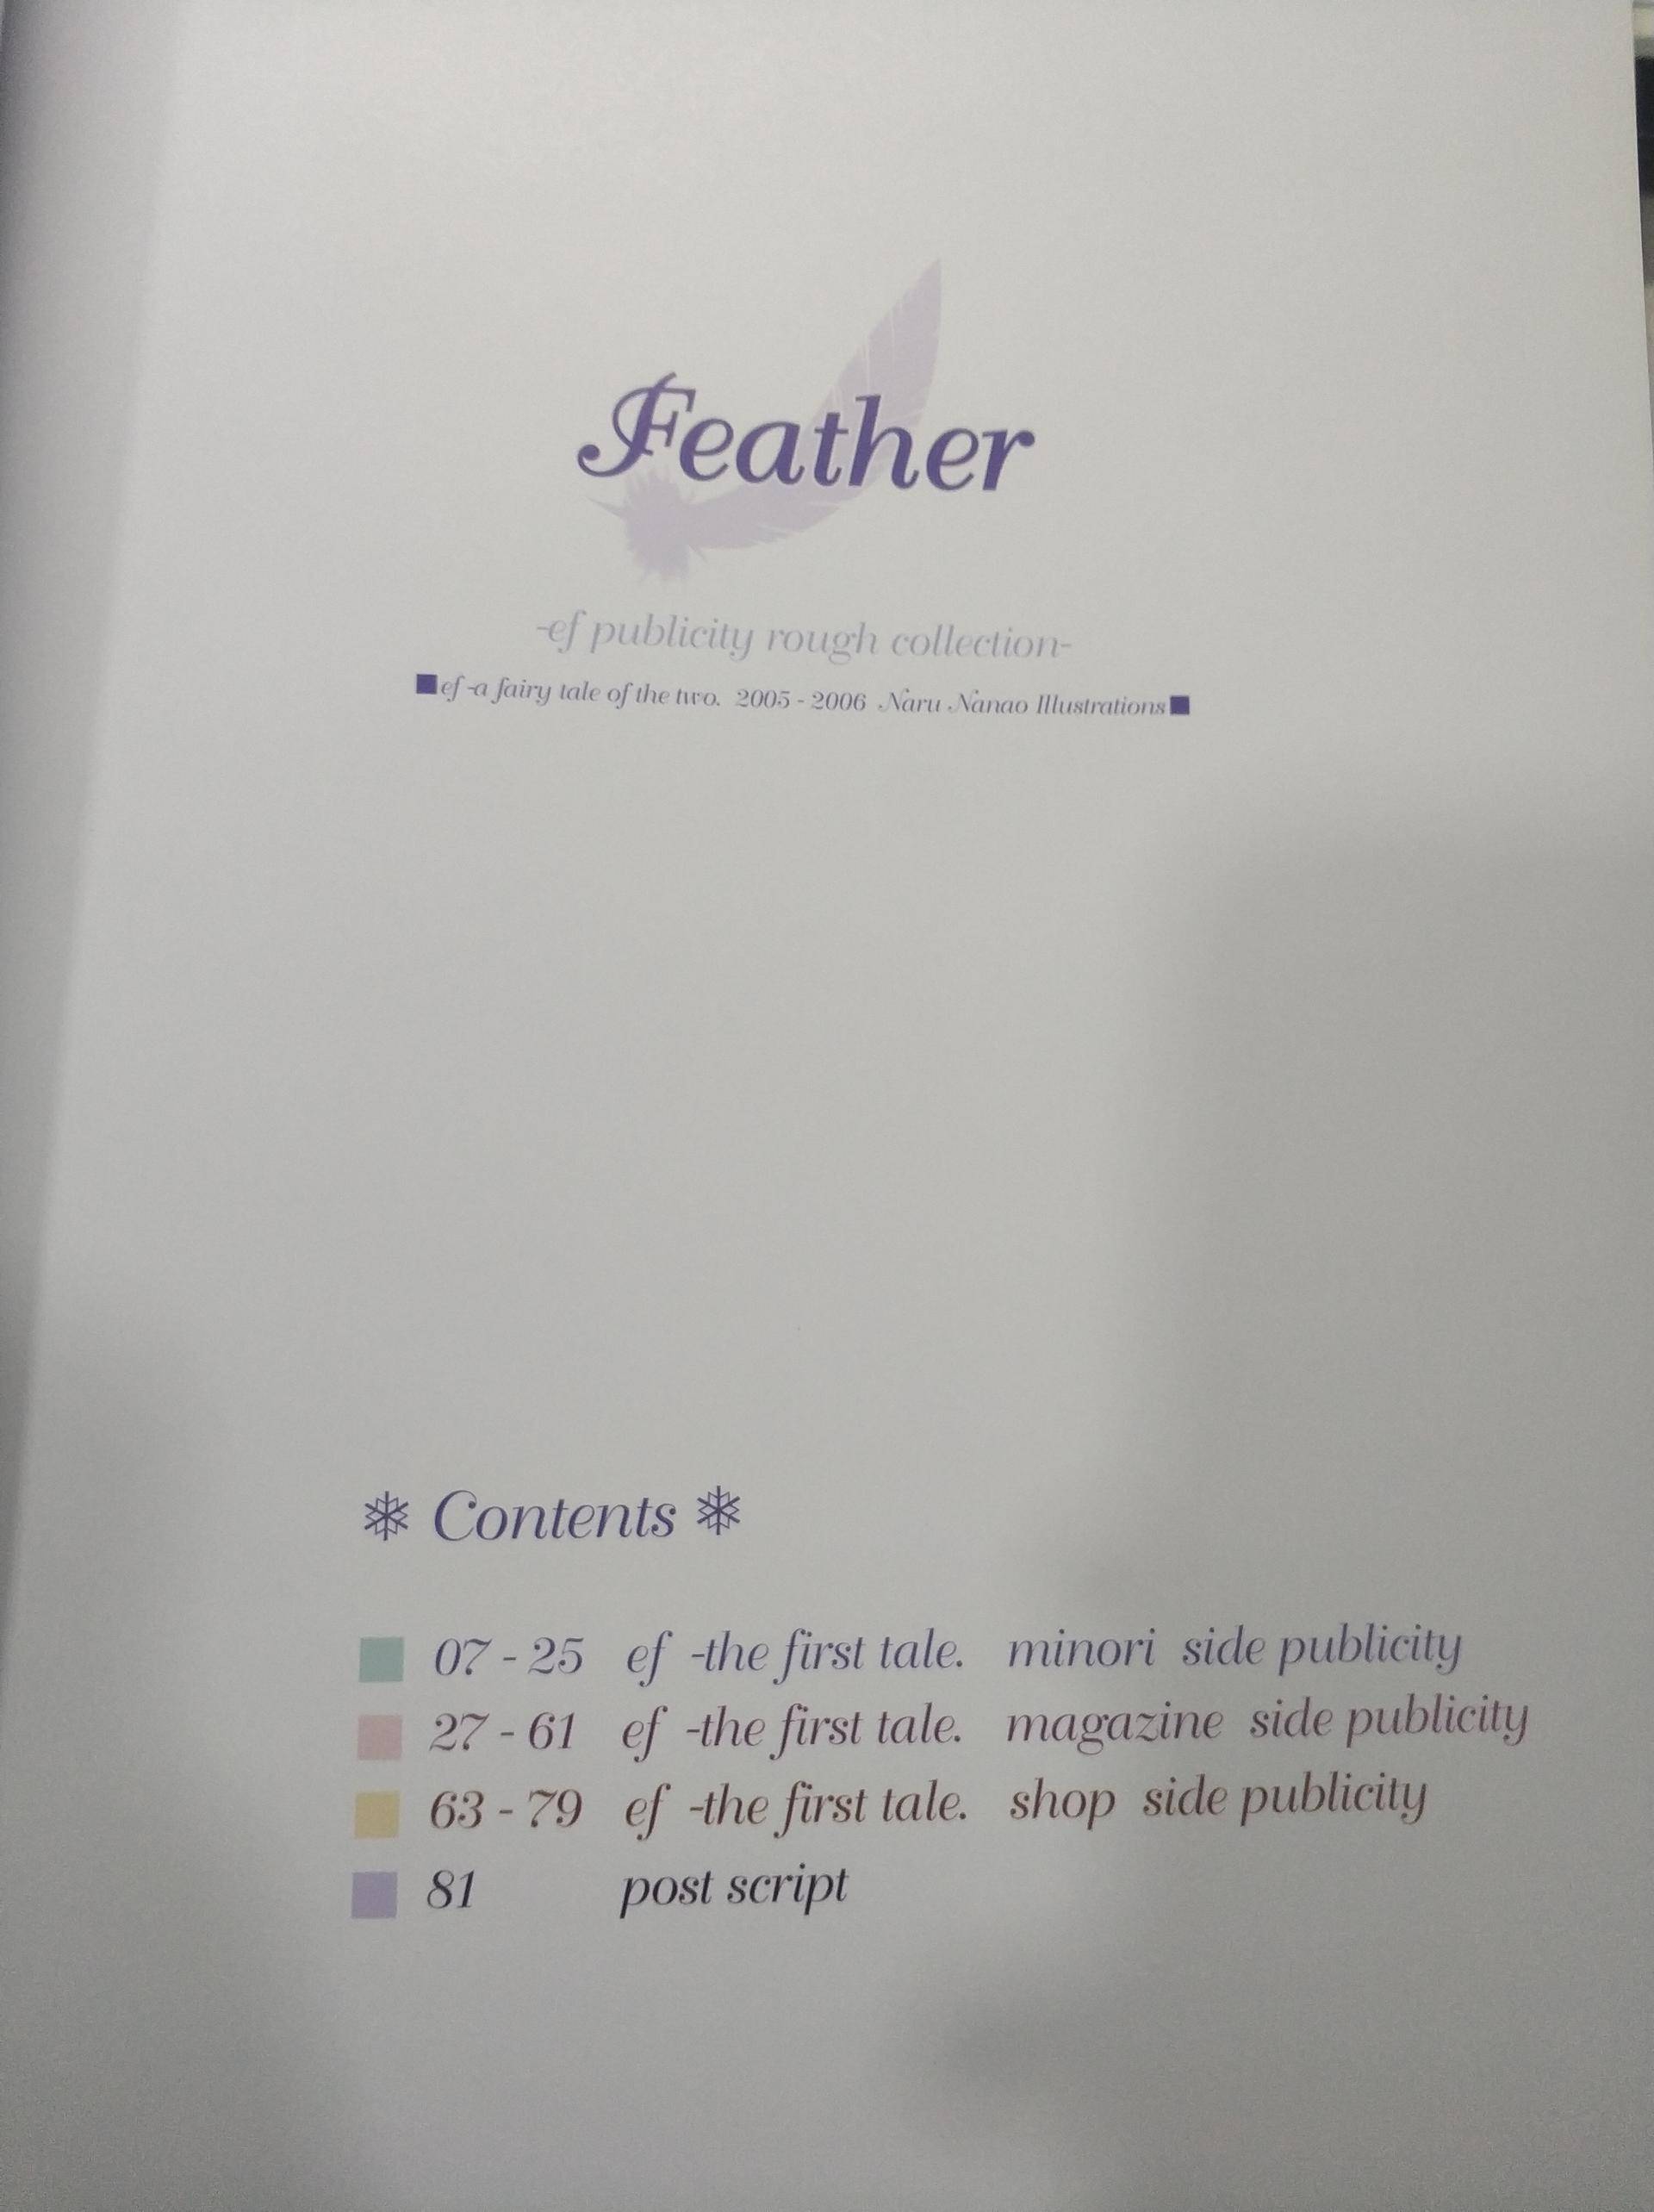 Feather
-ef publicity rough collection-
■ef -a fairy tale of the two. 2005 - 2006 Naru Nanao Illustrations■
❄ Contents ❄
07 - 25 ef -the first tale. minori side publicity
27 - 61 ef -the first tale. magazine side publicity
63 - 79 ef -the first tale. shop side publicity
81 post script